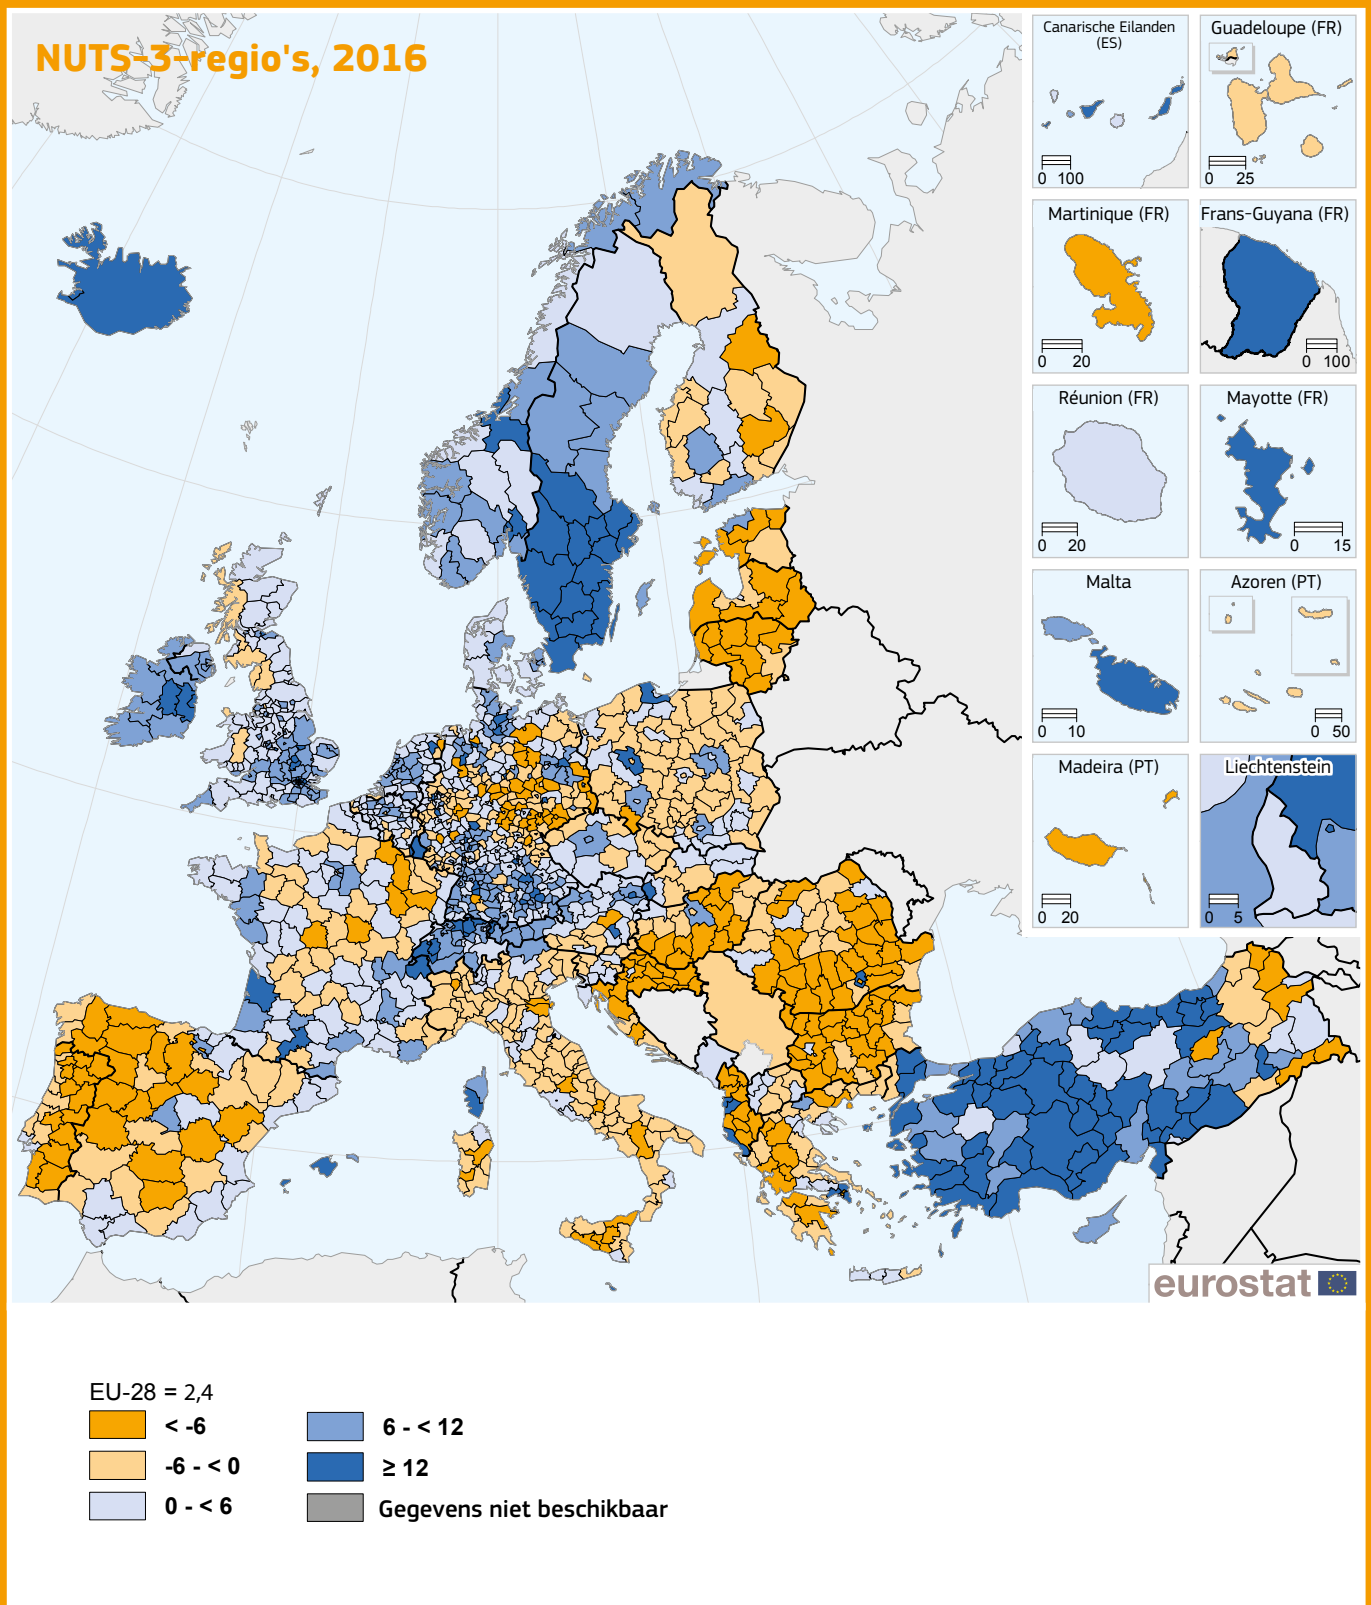 NUTS-3-regio's, 2016
Canarische Eilanden
(ES)
0 100
Guadeloupe (FR)
0 25
Martinique (FR)
0 20
Frans-Guyana (FR)
0 100
Réunion (FR)
0 20
Mayotte (FR)
0 15
Malta
0 10
Azoren (PT)
0 50
Madeira (PT)
0 20
Liechtenstein
0 5
eurostat
EU-28 = 2,4
< -6
-6 - < 0
0 - < 6
6 - < 12
≥ 12
Gegevens niet beschikbaar